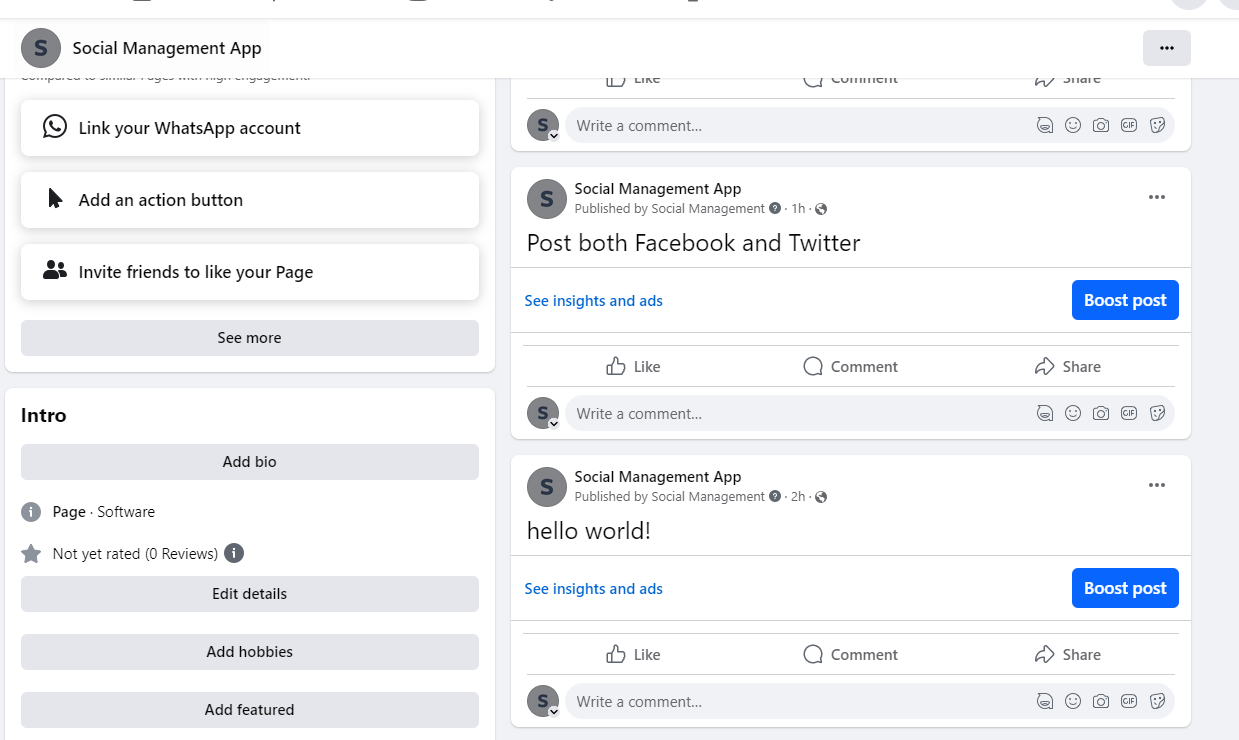 S Social Management App
Compared to similar Pages with high engagement.
Link your WhatsApp account
Add an action button
Invite friends to like your Page
See more
Intro
Add bio
Page · Software
Not yet rated (0 Reviews)
Edit details
Add hobbies
Add featured
Like Comment Share
S Write a comment... GIF
S Social Management App
Published by Social Management · 1h ·
Post both Facebook and Twitter
See insights and ads Boost post
Like Comment Share
S Write a comment... GIF
S Social Management App
Published by Social Management · 2h ·
hello world!
See insights and ads Boost post
Like Comment Share
S Write a comment... GIF